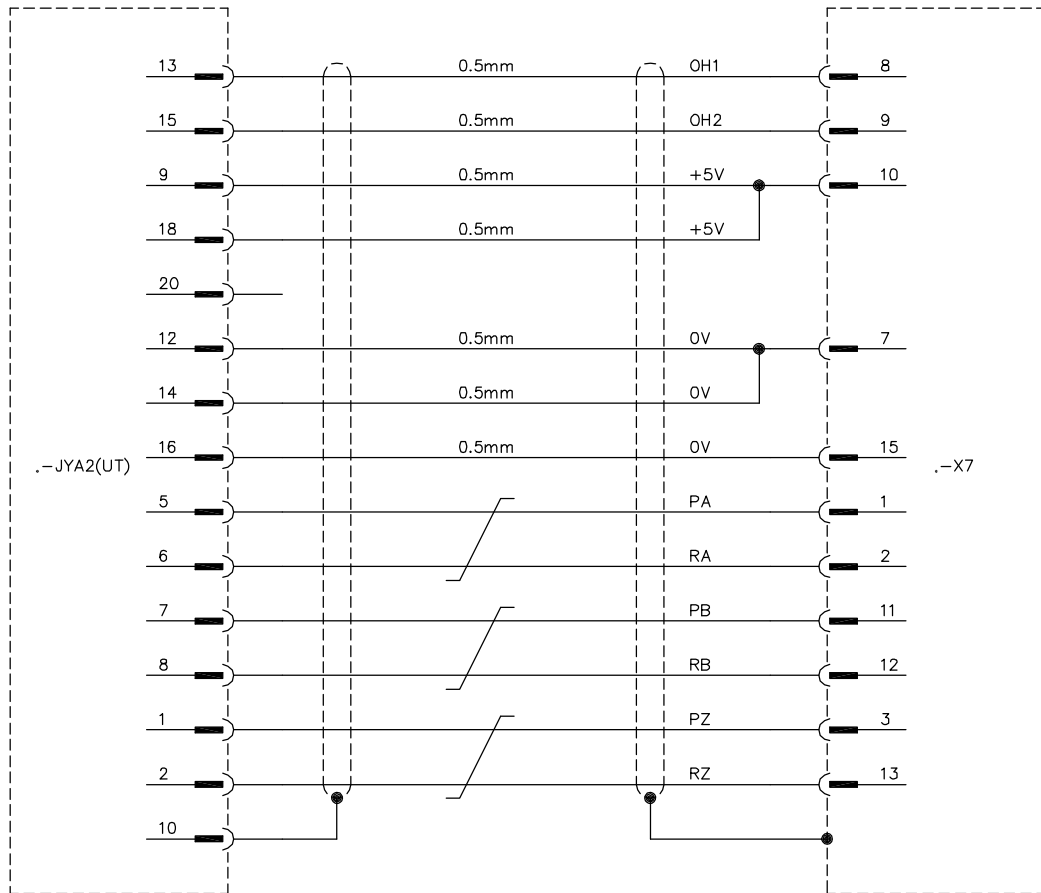 13 0.5mm OH1 8
15 0.5mm OH2 9
9 0.5mm +5V 10
18 0.5mm +5V
20
12 0.5mm 0V 7
14 0.5mm 0V
16 0.5mm 0V 15
.-JYA2(UT) .-X7
5 PA 1
6 RA 2
7 PB 11
8 RB 12
1 PZ 3
2 RZ 13
10